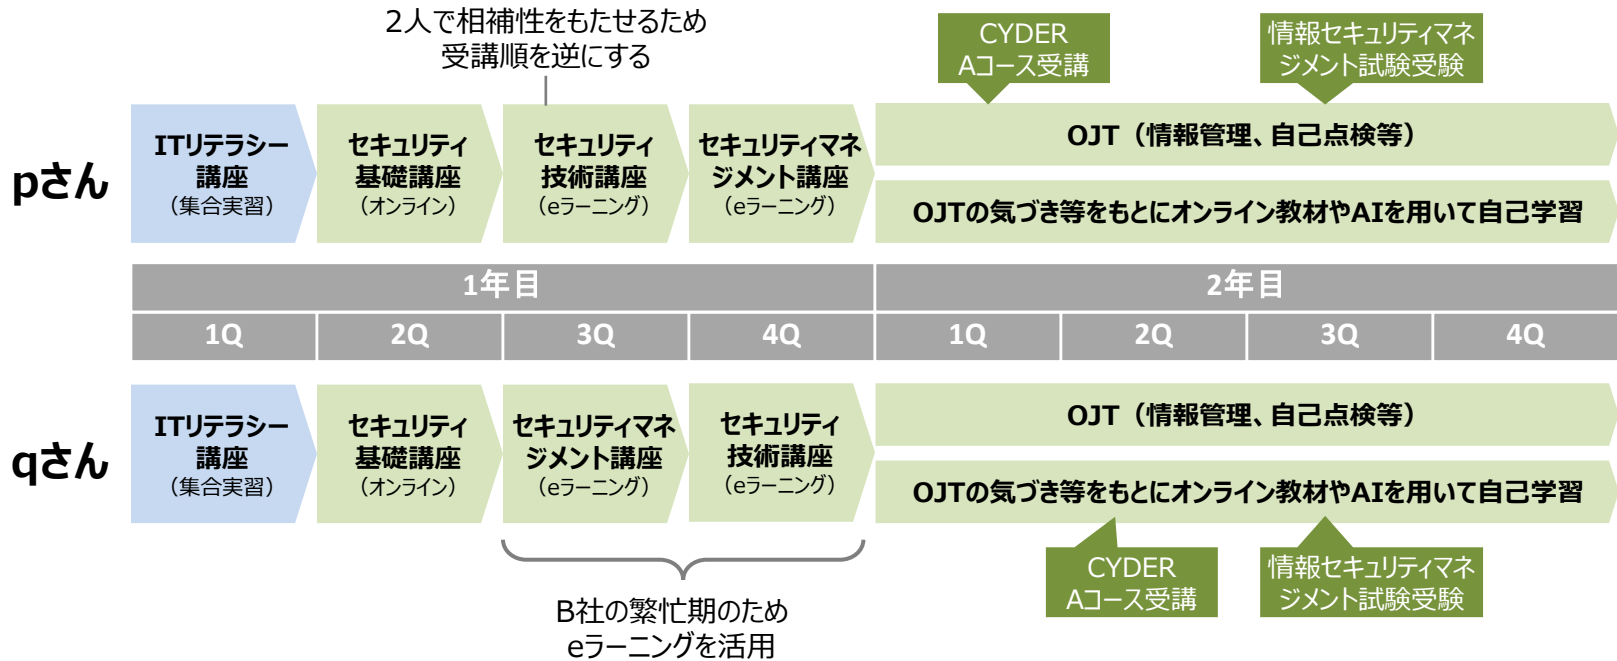 2人で相補性をもたせるため
受講順を逆にする
CYDER
Aコース受講
情報セキュリティマネ
ジメント試験受験
pさん
ITリテラシー
講座
（集合実習）
セキュリティ
基礎講座
（オンライン）
セキュリティ
技術講座
（eラーニング）
セキュリティマネ
ジメント講座
（eラーニング）
OJT（情報管理、自己点検等）
OJTの気づき等をもとにオンライン教材やAIを用いて自己学習
1年目
2年目
1Q
2Q
3Q
4Q
1Q
2Q
3Q
4Q
qさん
ITリテラシー
講座
（集合実習）
セキュリティ
基礎講座
（オンライン）
セキュリティマネ
ジメント講座
（eラーニング）
セキュリティ
技術講座
（eラーニング）
OJT（情報管理、自己点検等）
OJTの気づき等をもとにオンライン教材やAIを用いて自己学習
CYDER
Aコース受講
情報セキュリティマネ
ジメント試験受験
B社の繁忙期のため
eラーニングを活用